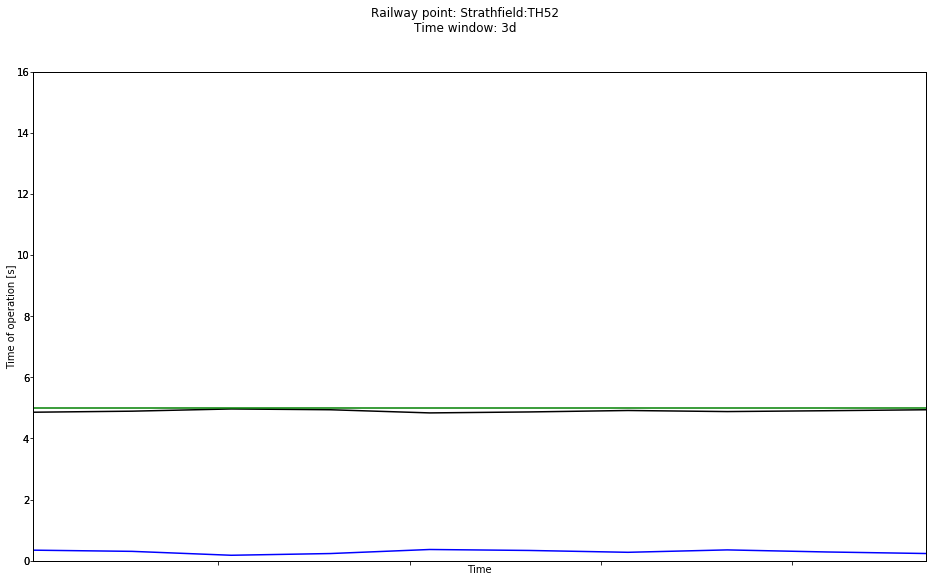 Railway point: Strathfield:TH52
Time window: 3d
16
14
12
10
8
6
4
2
0
Time of operation [s]
Time